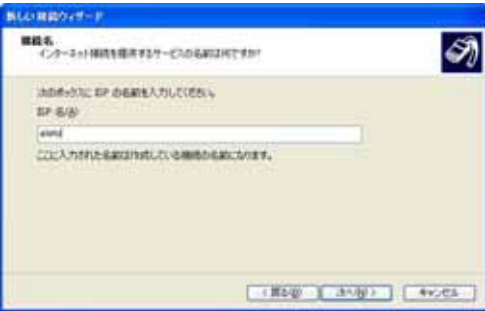 新しい接続ウィザード
接続名
インターネット接続を提供するサービスの名前は何ですか?
次のボックスに ISP の名前を入力してください。
ISP 名(A)
ここに入力された名前は作成している接続の名前になります。
< 戻る(B)
次へ(N) >
キャンセル